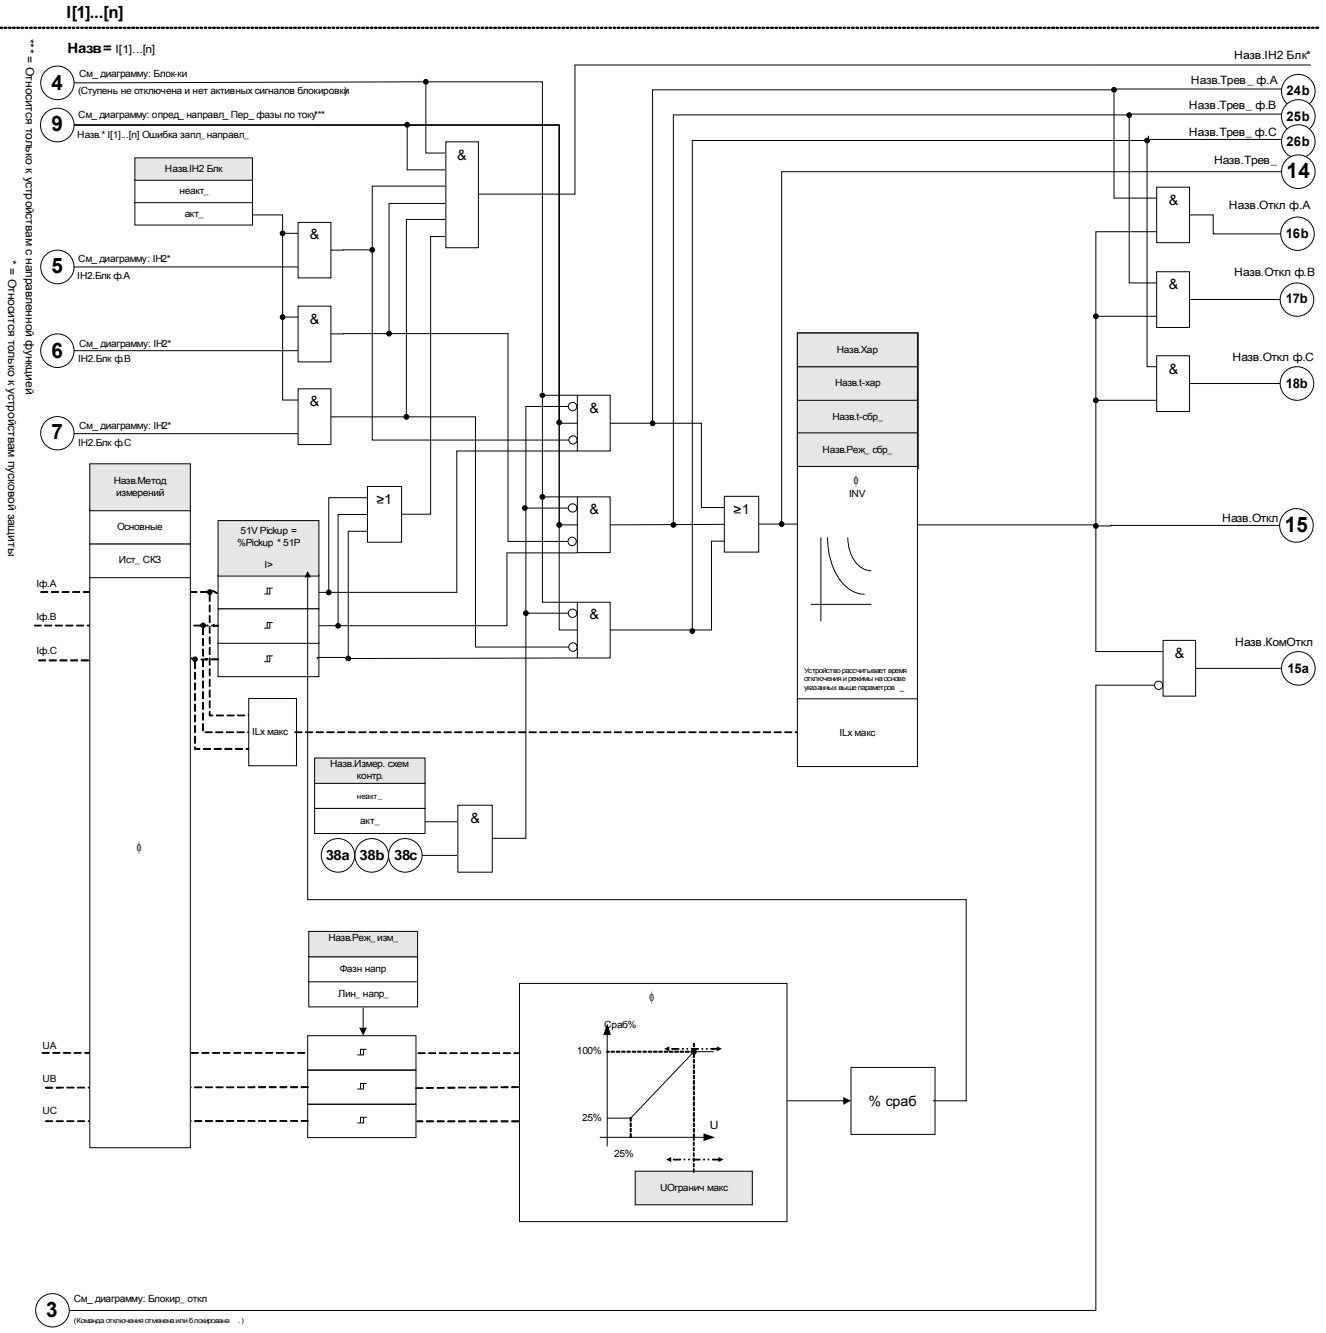 I[1]...[n]
Назв = I[1]...[n]
*** = Относится только к устройствам с направленной функцией
* = Относится только к устройствам пусковой защиты
4
См_ диаграмму: Блок-ки
(Ступень не отключена и нет активных сигналов блокировки)
9
См_ диаграмму: опред_ направл_ Пер_ фазы по току***
Назв.* I[1]...[n] Ошибка запл_ направл_
Назв.IH2 Блк
неакт_
акт_
&
&
&
&
5
См_ диаграмму: IH2*
IH2.Блк ф.А
6
См_ диаграмму: IH2*
IH2.Блк ф.В
7
См_ диаграмму: IH2*
IH2.Блк ф.С
Назв.IH2 Блк*
Назв.Трев_ ф.А
24b
Назв.Трев_ ф.В
25b
Назв.Трев_ ф.С
26b
Назв.Трев_
14
&
Назв.Откл ф.А
16b
&
Назв.Откл ф.В
17b
&
Назв.Откл ф.С
18b
Назв.Метод измерений
Основные
Ист_ СКЗ
ϕ
51V Pickup =
%Pickup * 51P
I>
≥1
Iф.А
Iф.В
Iф.С
ILx макс
&
&
&
≥1
Назв.Хар
Назв.t-хар
Назв.t-сбр_
Назв.Реж_ сбр_
ϕ
INV
Устройство рассчитывает время
отключения и режимы на основе
указанных выше параметров _
ILx макс
Назв.Откл
15
&
Назв.КомОткл
15a
Назв.Измер. схем
контр.
неакт_
акт_
&
38a
38b
38c
Назв.Реж_ изм_
Фазн напр
Лин_ напр_
UA
UB
UC
ϕ
Сраб%
100%
25%
25%
U
UОгранич макс
% сраб
3
См_ диаграмму: Блокир_ откл
(Команда отключения отменена или блокирована _.)